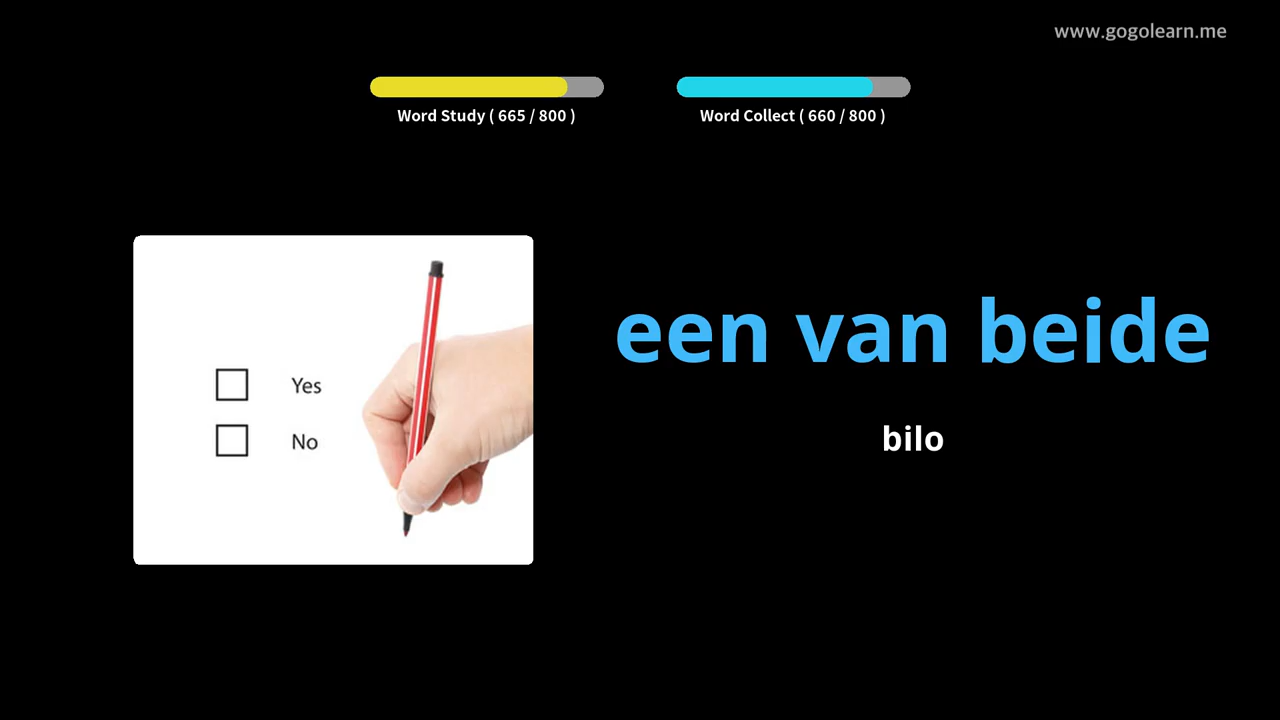 www.gogolearn.me
Word Study ( 665 / 800 )
Word Collect ( 660 / 800 )
een van beide
bilo
Yes
No